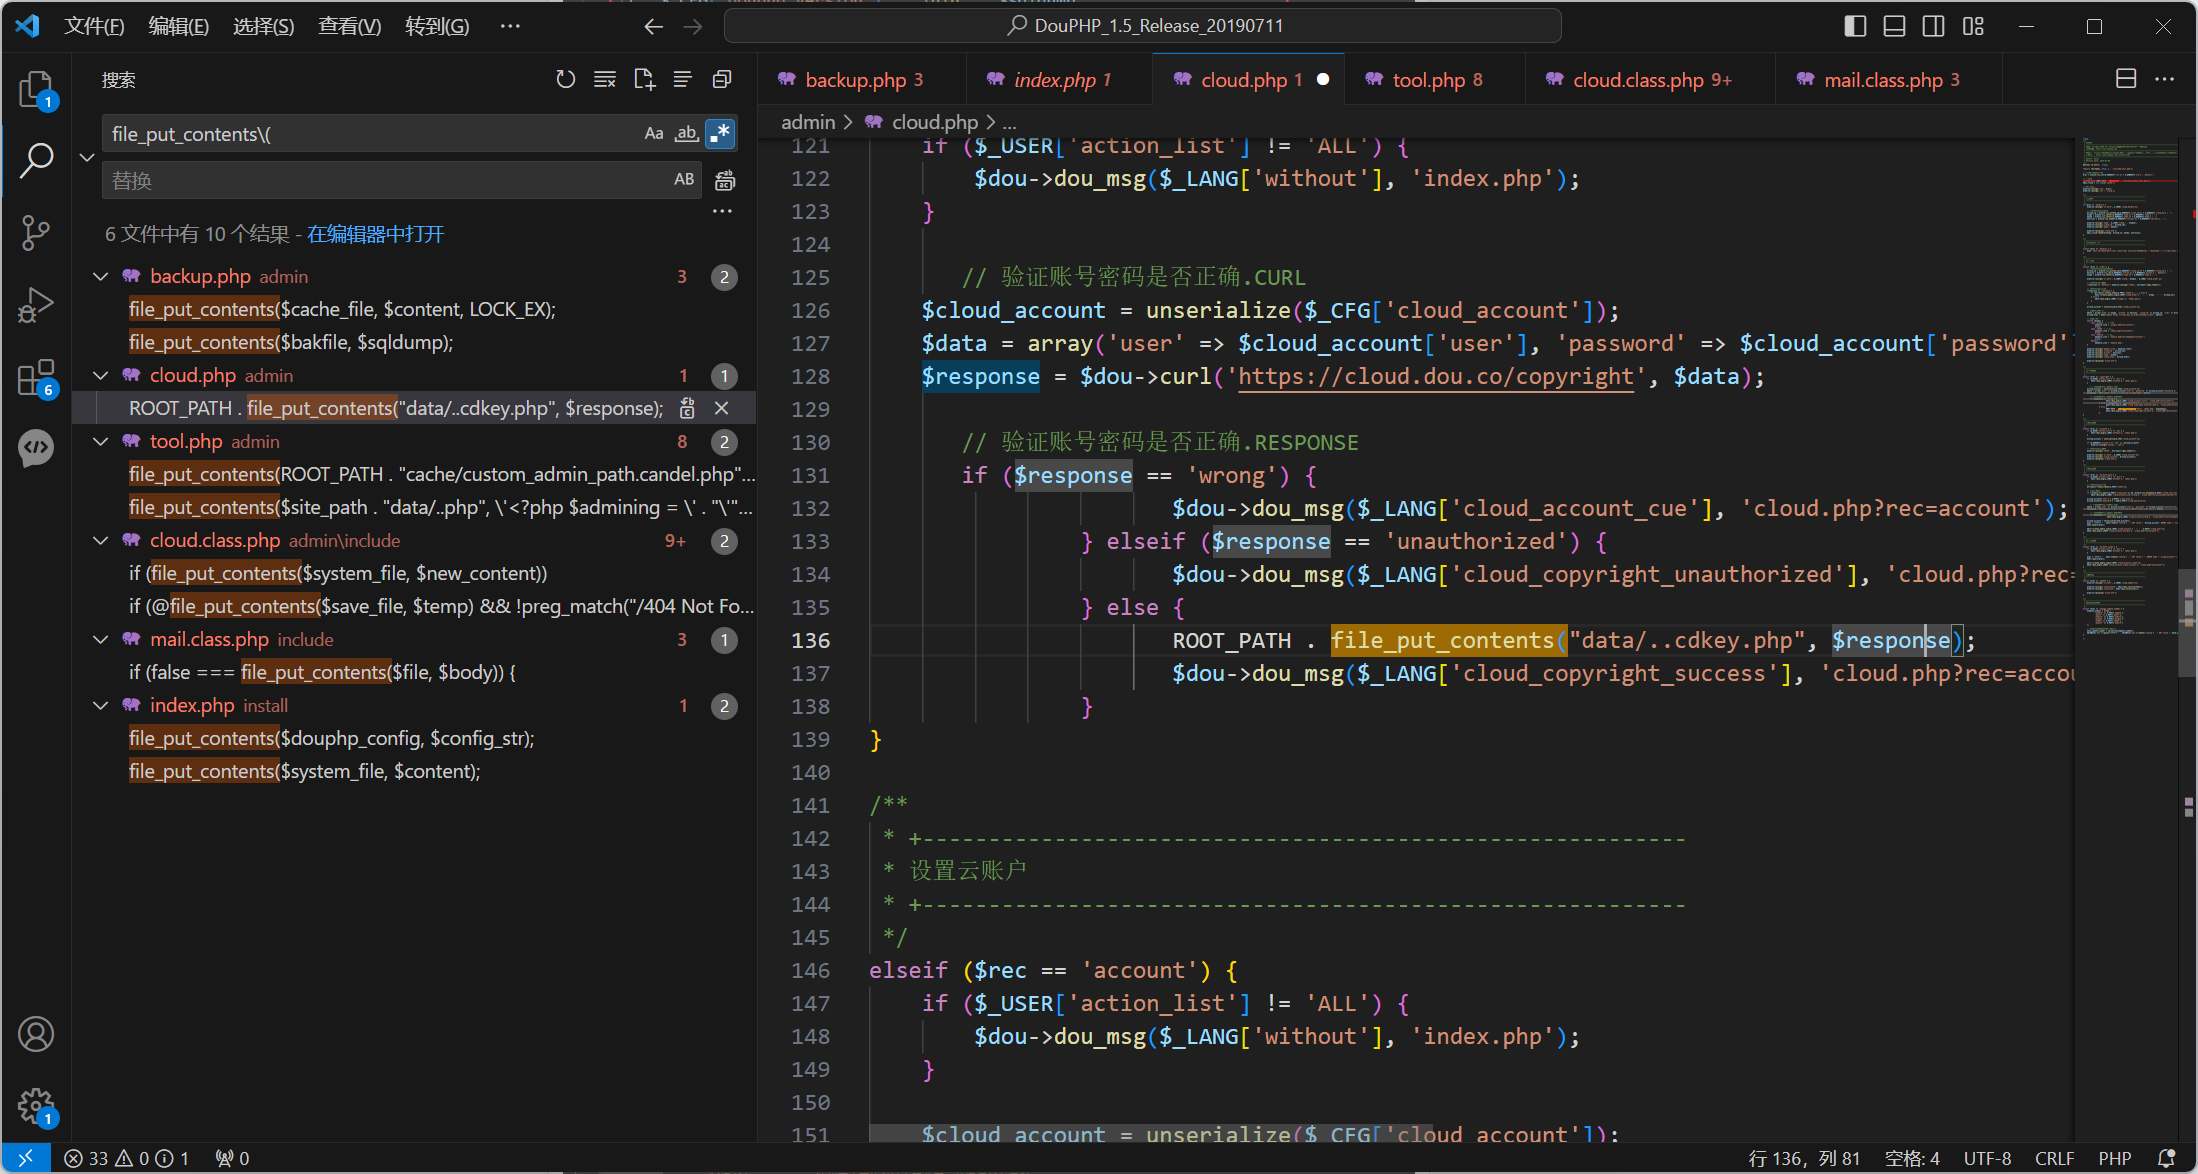 文件(F) 编辑(E) 选择(S) 查看(V) 转到(G) ···
DouPHP_1.5_Release_20190711
搜索
file_put_contents\(
Aa ab .*
替换
AB
···
6 文件中有 10 个结果 - 在编辑器中打开
backup.php admin 3 2
file_put_contents($cache_file, $content, LOCK_EX);
file_put_contents($bakfile, $sqldump);
cloud.php admin 1 1
ROOT_PATH . file_put_contents("data/..cdkey.php", $response);
tool.php admin 8 2
file_put_contents(ROOT_PATH . "cache/custom_admin_path.candel.php"...
file_put_contents($site_path . "data/..php", \'<?php $admining = \' . "\'"...
cloud.class.php admin\include 9+ 2
if (file_put_contents($system_file, $new_content))
if (@file_put_contents($save_file, $temp) && !preg_match("/404 Not Fo...
mail.class.php include 3 1
if (false === file_put_contents($file, $body)) {
index.php install 1 2
file_put_contents($douphp_config, $config_str);
file_put_contents($system_file, $content);
1
6
1
backup.php 3 index.php 1 cloud.php 1 tool.php 8 cloud.class.php 9+ mail.class.php 3 ···
admin > cloud.php > ...
121 if ($_USER['action_list'] != 'ALL') {
122 $dou->dou_msg($_LANG['without'], 'index.php');
123 }
124
125 // 验证账号密码是否正确.CURL
126 $cloud_account = unserialize($_CFG['cloud_account']);
127 $data = array('user' => $cloud_account['user'], 'password' => $cloud_account['password']
128 $response = $dou->curl('https://cloud.dou.co/copyright', $data);
129
130 // 验证账号密码是否正确.RESPONSE
131 if ($response == 'wrong') {
132 $dou->dou_msg($_LANG['cloud_account_cue'], 'cloud.php?rec=account');
133 } elseif ($response == 'unauthorized') {
134 $dou->dou_msg($_LANG['cloud_copyright_unauthorized'], 'cloud.php?rec=
135 } else {
136 ROOT_PATH . file_put_contents("data/..cdkey.php", $response);
137 $dou->dou_msg($_LANG['cloud_copyright_success'], 'cloud.php?rec=accou
138 }
139 }
140
141 /**
142 * +----------------------------------------------------------
143 * 设置云账户
144 * +----------------------------------------------------------
145 */
146 elseif ($rec == 'account') {
147 if ($_USER['action_list'] != 'ALL') {
148 $dou->dou_msg($_LANG['without'], 'index.php');
149 }
150
151 $cloud_account = unserialize($_CFG['cloud_account']);
33 0 1 0
行 136，列 81 空格: 4 UTF-8 CRLF PHP